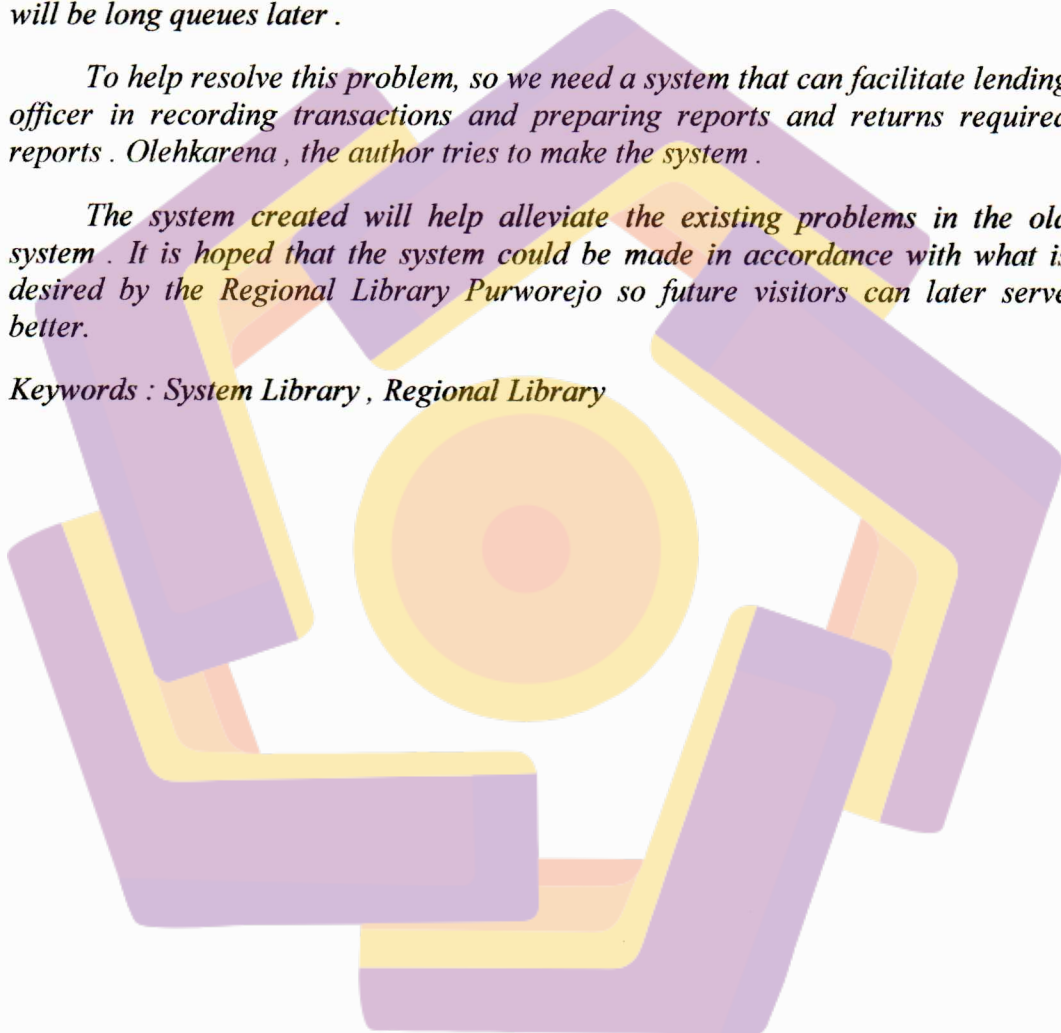 will be long queues later .
To help resolve this problem, so we need a system that can facilitate lending
officer in recording transactions and preparing reports and returns required
reports . Olehkarena , the author tries to make the system .
The system created will help alleviate the existing problems in the old
system . It is hoped that the system could be made in accordance with what is
desired by the Regional Library Purworejo so future visitors can later serve
better.
Keywords : System Library , Regional Library